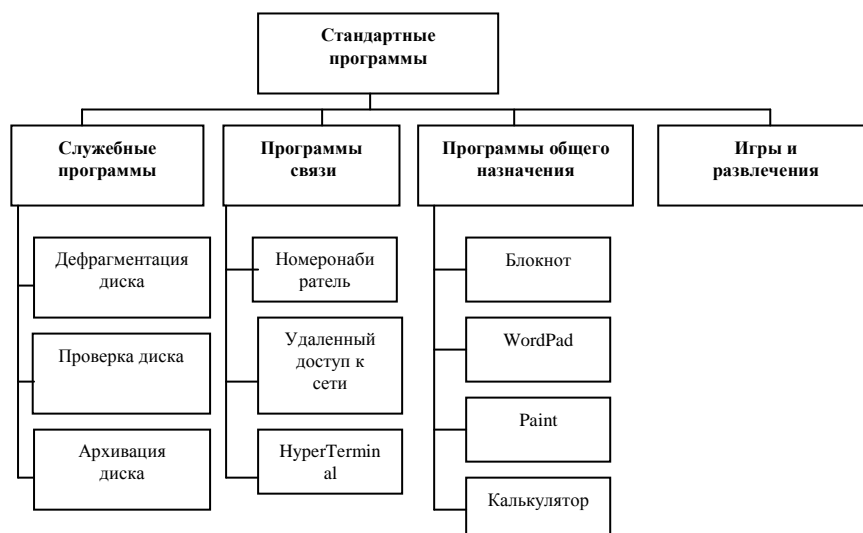 Стандартные
программы
Служебные
программы
Программы
связи
Программы общего
назначения
Игры и
развлечения
Дефрагментация
диска
Проверка диска
Архивация
диска
Номеронаби
ратель
Удаленный
доступ к
сети
HyperTermin
al
Блокнот
WordPad
Paint
Калькулятор